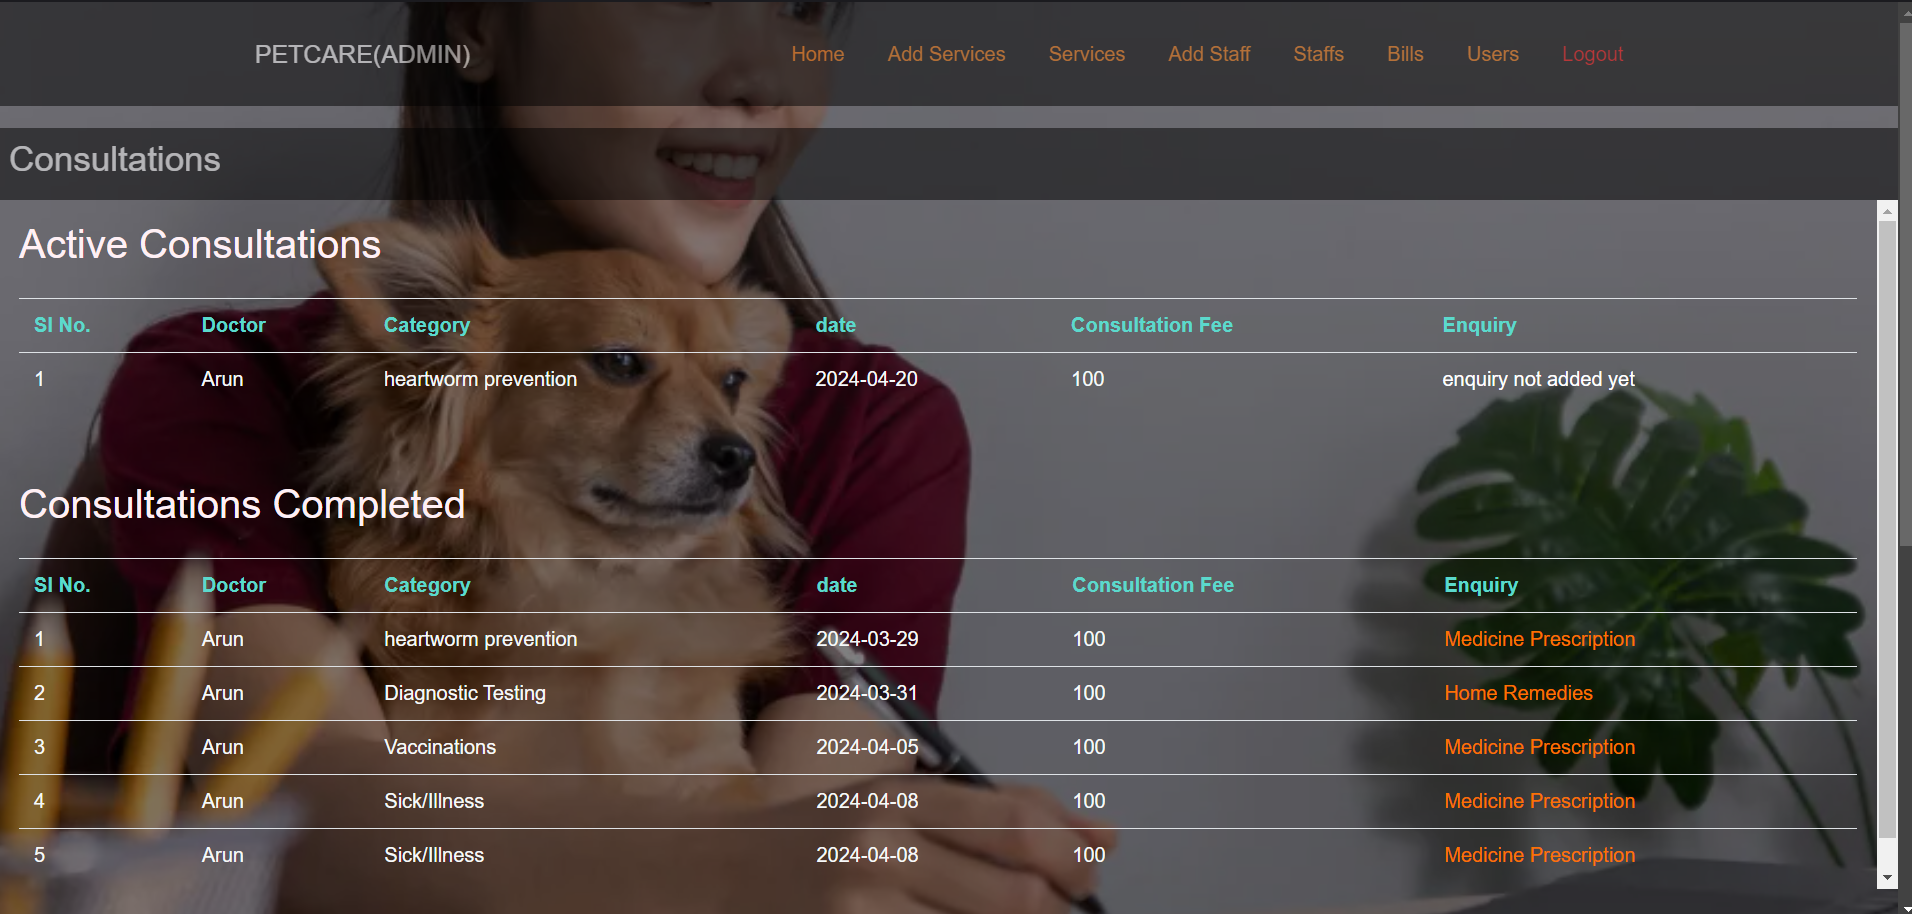 PETCARE(ADMIN) Home Add Services Services Add Staff Staffs Bills Users Logout
Consultations
Active Consultations
Sl No. Doctor Category date Consultation Fee Enquiry
1 Arun heartworm prevention 2024-04-20 100 enquiry not added yet
Consultations Completed
Sl No. Doctor Category date Consultation Fee Enquiry
1 Arun heartworm prevention 2024-03-29 100 Medicine Prescription
2 Arun Diagnostic Testing 2024-03-31 100 Home Remedies
3 Arun Vaccinations 2024-04-05 100 Medicine Prescription
4 Arun Sick/Illness 2024-04-08 100 Medicine Prescription
5 Arun Sick/Illness 2024-04-08 100 Medicine Prescription